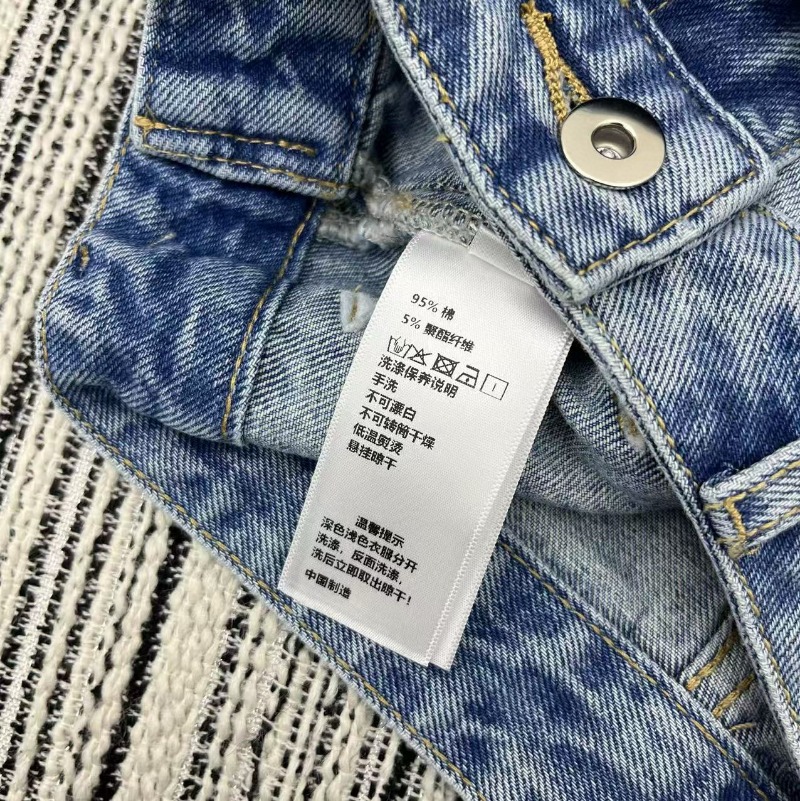 95% 棉
5% 聚酯纤维
洗涤保养说明
手洗
不可漂白
不可转筒干燥
低温熨烫
悬挂晾干
温馨提示
深色浅色衣服分开
洗涤，反面洗涤，
洗后立即取出晾干！
中国制造